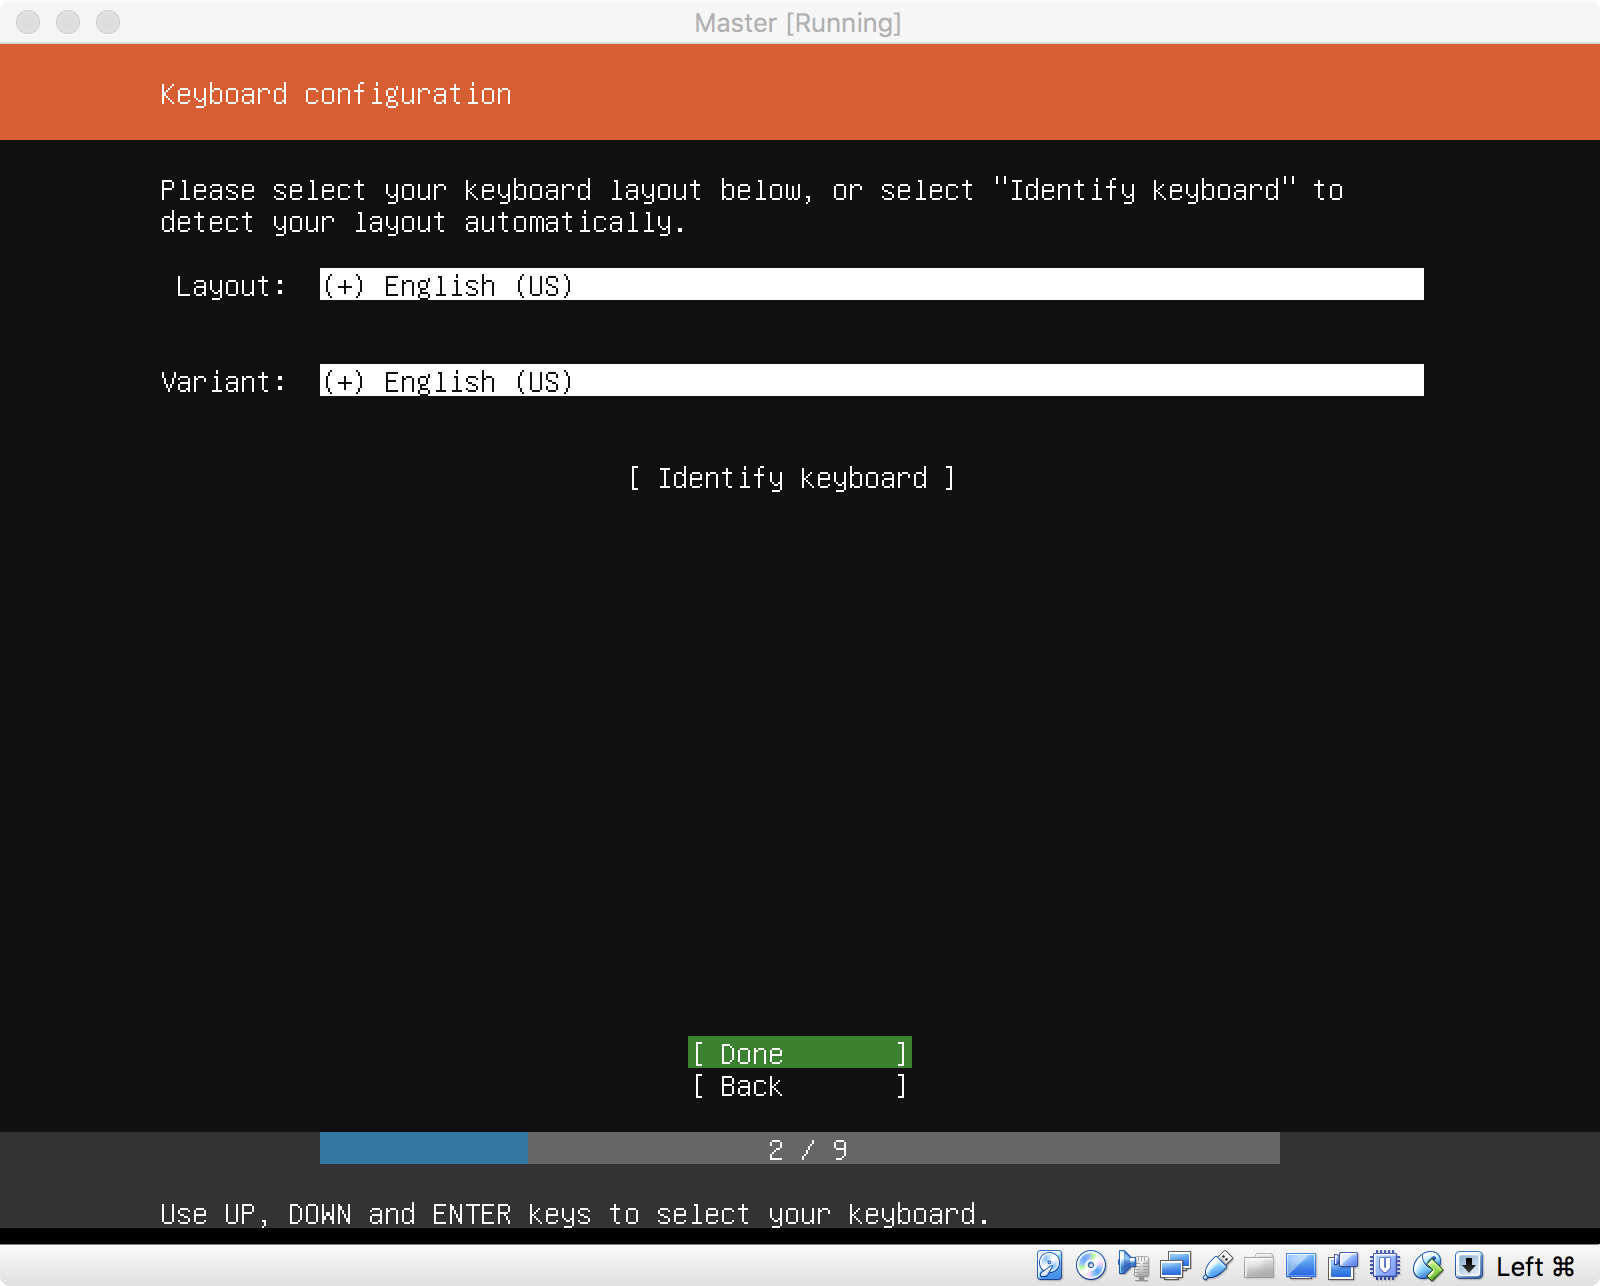 Master [Running]
Keyboard configuration
Please select your keyboard layout below, or select "Identify keyboard" to
detect your layout automatically.
Layout: (+) English (US)
Variant: (+) English (US)
[ Identify keyboard ]
[ Done ]
[ Back ]
2 / 9
Use UP, DOWN and ENTER keys to select your keyboard.
Left ⌘